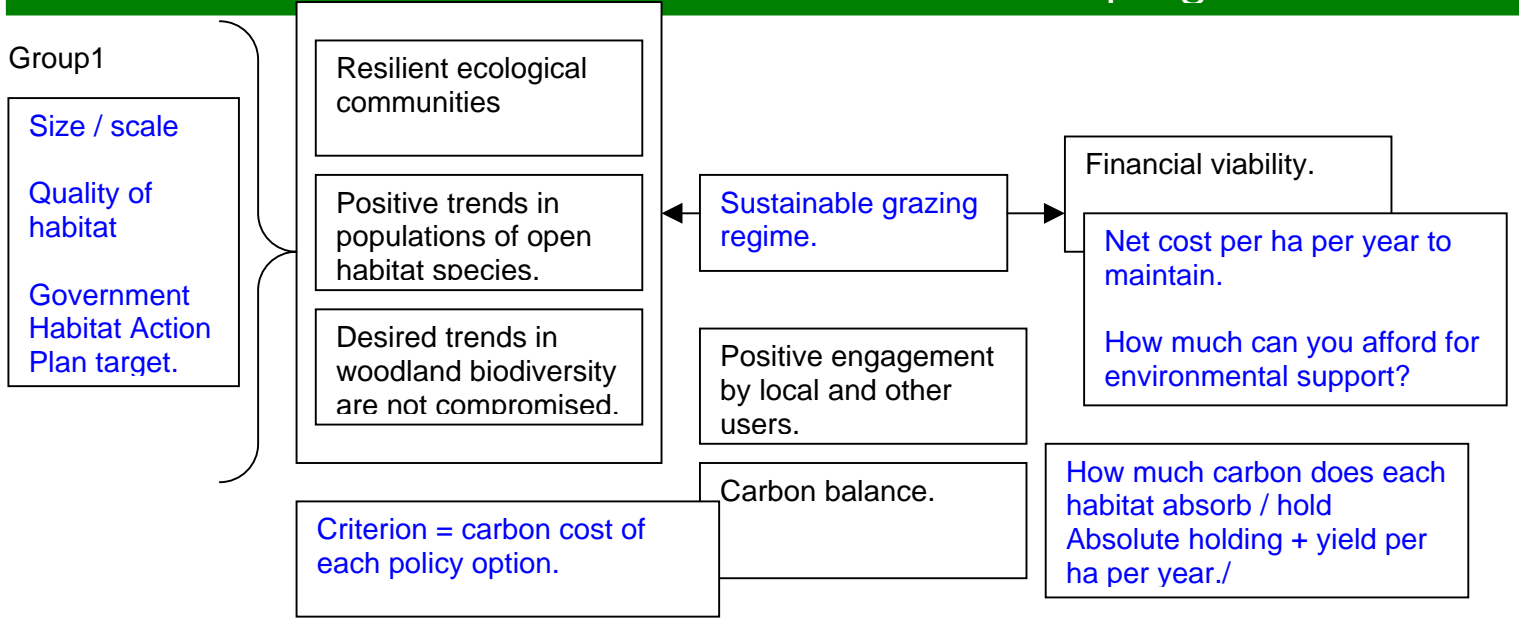 Group1
Size / scale
Quality of
habitat
Government
Habitat Action
Plan target.
Resilient ecological
communities
Positive trends in
populations of open
habitat species.
Desired trends in
woodland biodiversity
are not compromised.
Sustainable grazing
regime.
Financial viability.
Net cost per ha per year to
maintain.
How much can you afford for
environmental support?
Positive engagement
by local and other
users.
Carbon balance.
Criterion = carbon cost of
each policy option.
How much carbon does each
habitat absorb / hold
Absolute holding + yield per
ha per year./